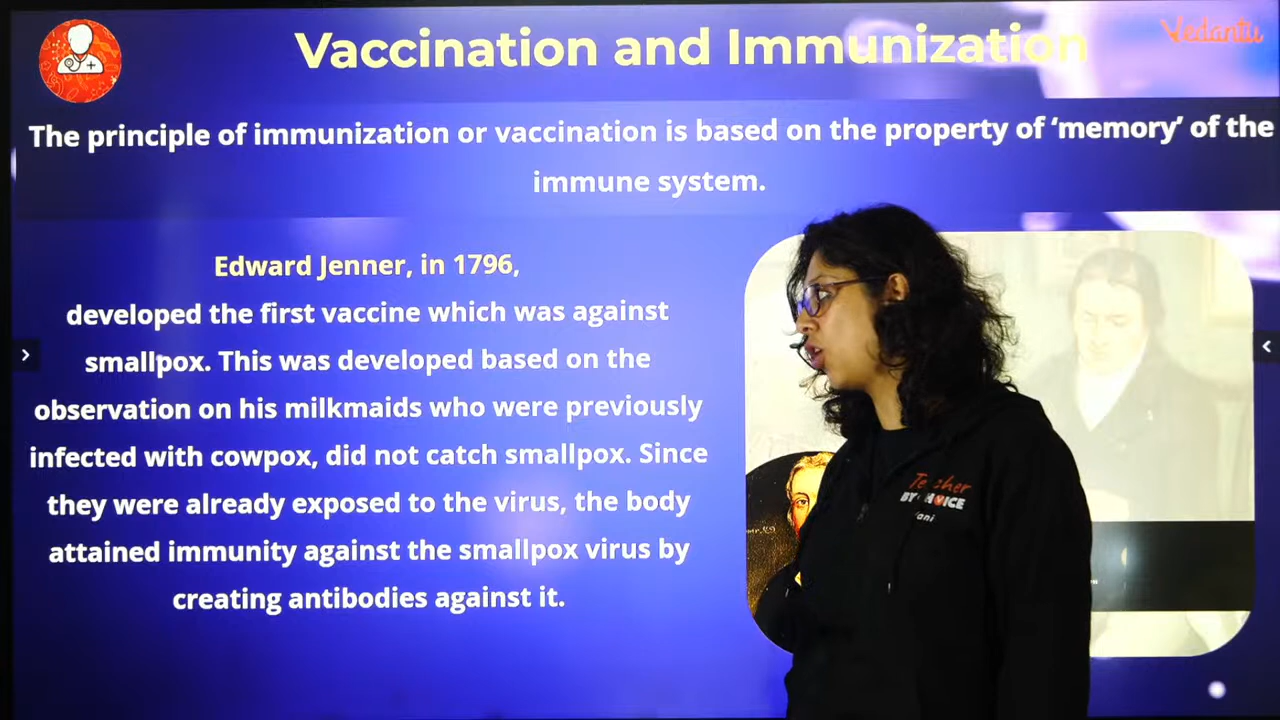 Vaccination and Immunization
Vedantu
The principle of immunization or vaccination is based on the property of ‘memory’ of the
immune system.
Edward Jenner, in 1796,
developed the first vaccine which was against
smallpox. This was developed based on the
observation on his milkmaids who were previously
infected with cowpox, did not catch smallpox. Since
they were already exposed to the virus, the body
attained immunity against the smallpox virus by
creating antibodies against it.
Teacher
BY CHOICE